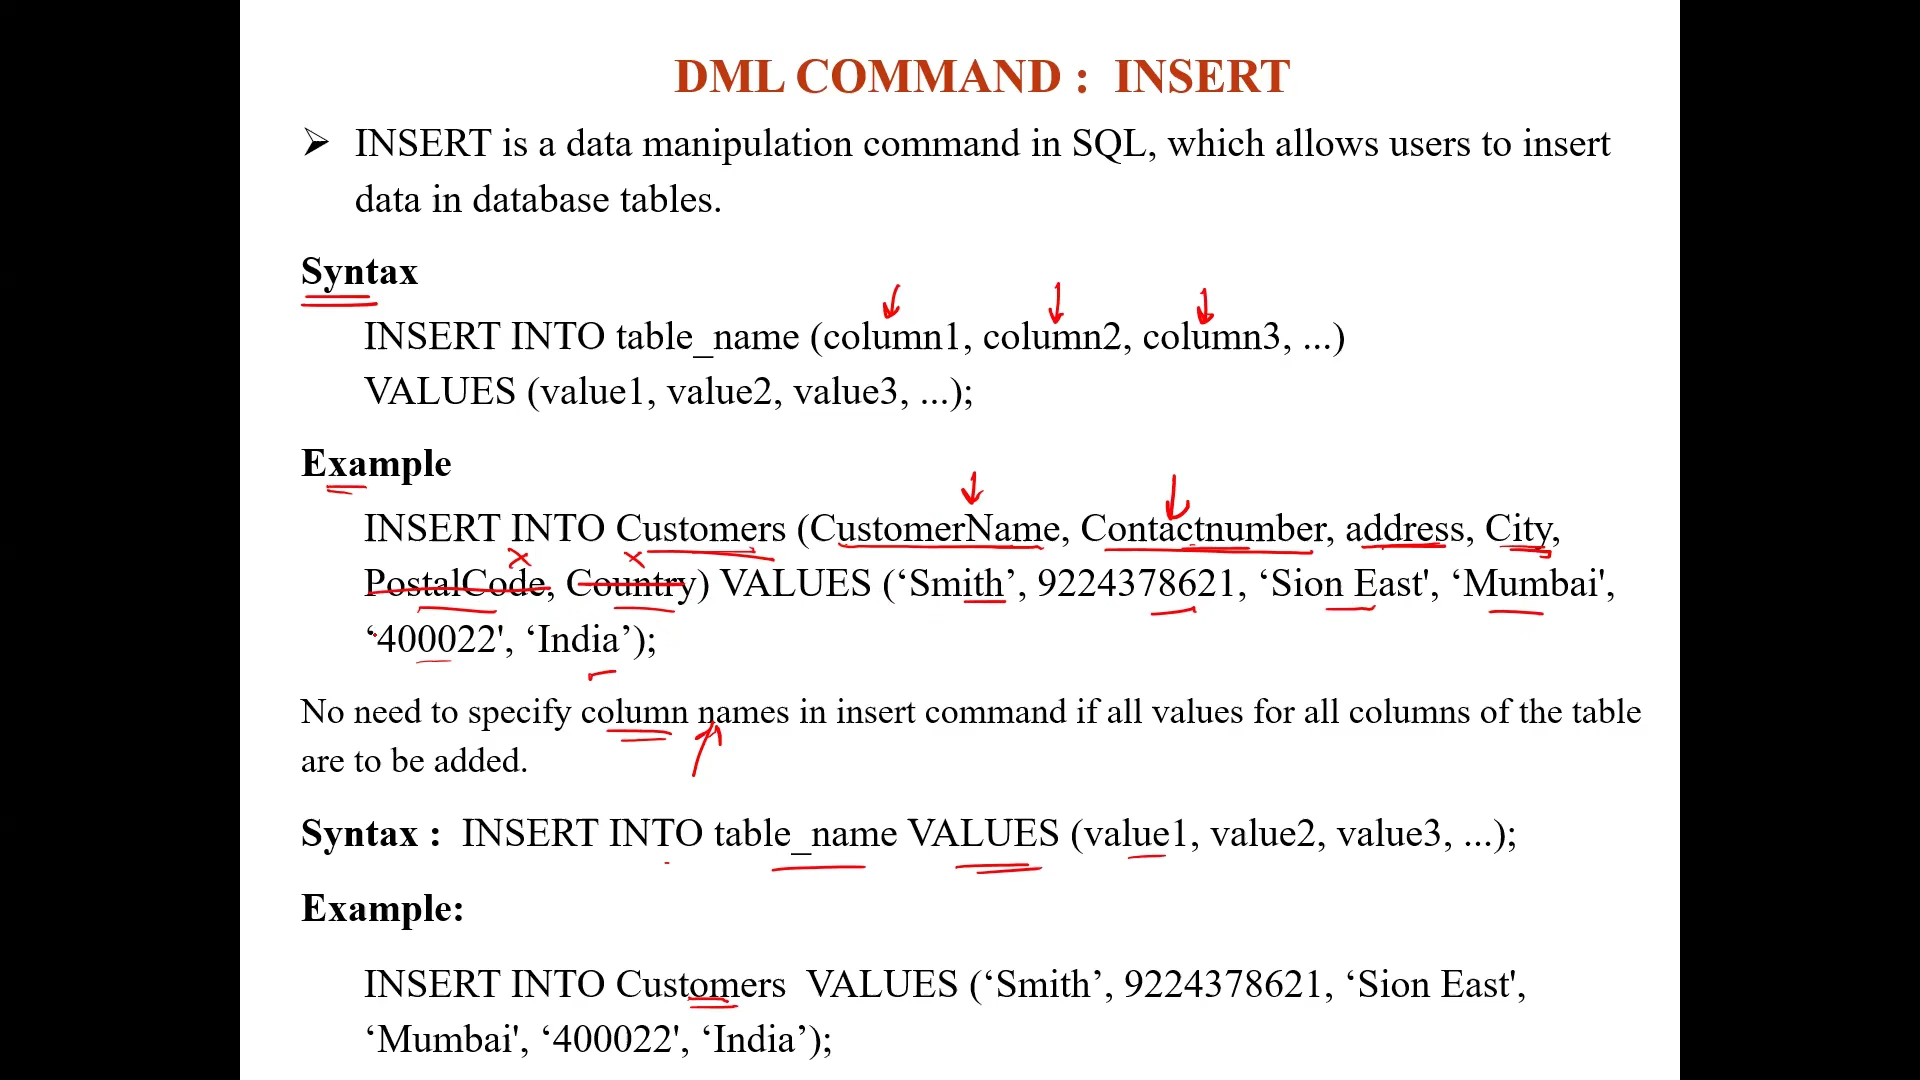 DML COMMAND :  INSERT
➢ INSERT is a data manipulation command in SQL, which allows users to insert
data in database tables.
Syntax
INSERT INTO table_name (column1, column2, column3, ...)
VALUES (value1, value2, value3, ...);
Example
INSERT INTO Customers (CustomerName, Contactnumber, address, City,
PostalCode, Country) VALUES (‘Smith’, 9224378621, ‘Sion East', ‘Mumbai',
‘400022', ‘India’);
No need to specify column names in insert command if all values for all columns of the table
are to be added.
Syntax :  INSERT INTO table_name VALUES (value1, value2, value3, ...);
Example:
INSERT INTO Customers  VALUES (‘Smith’, 9224378621, ‘Sion East',
‘Mumbai', ‘400022', ‘India’);